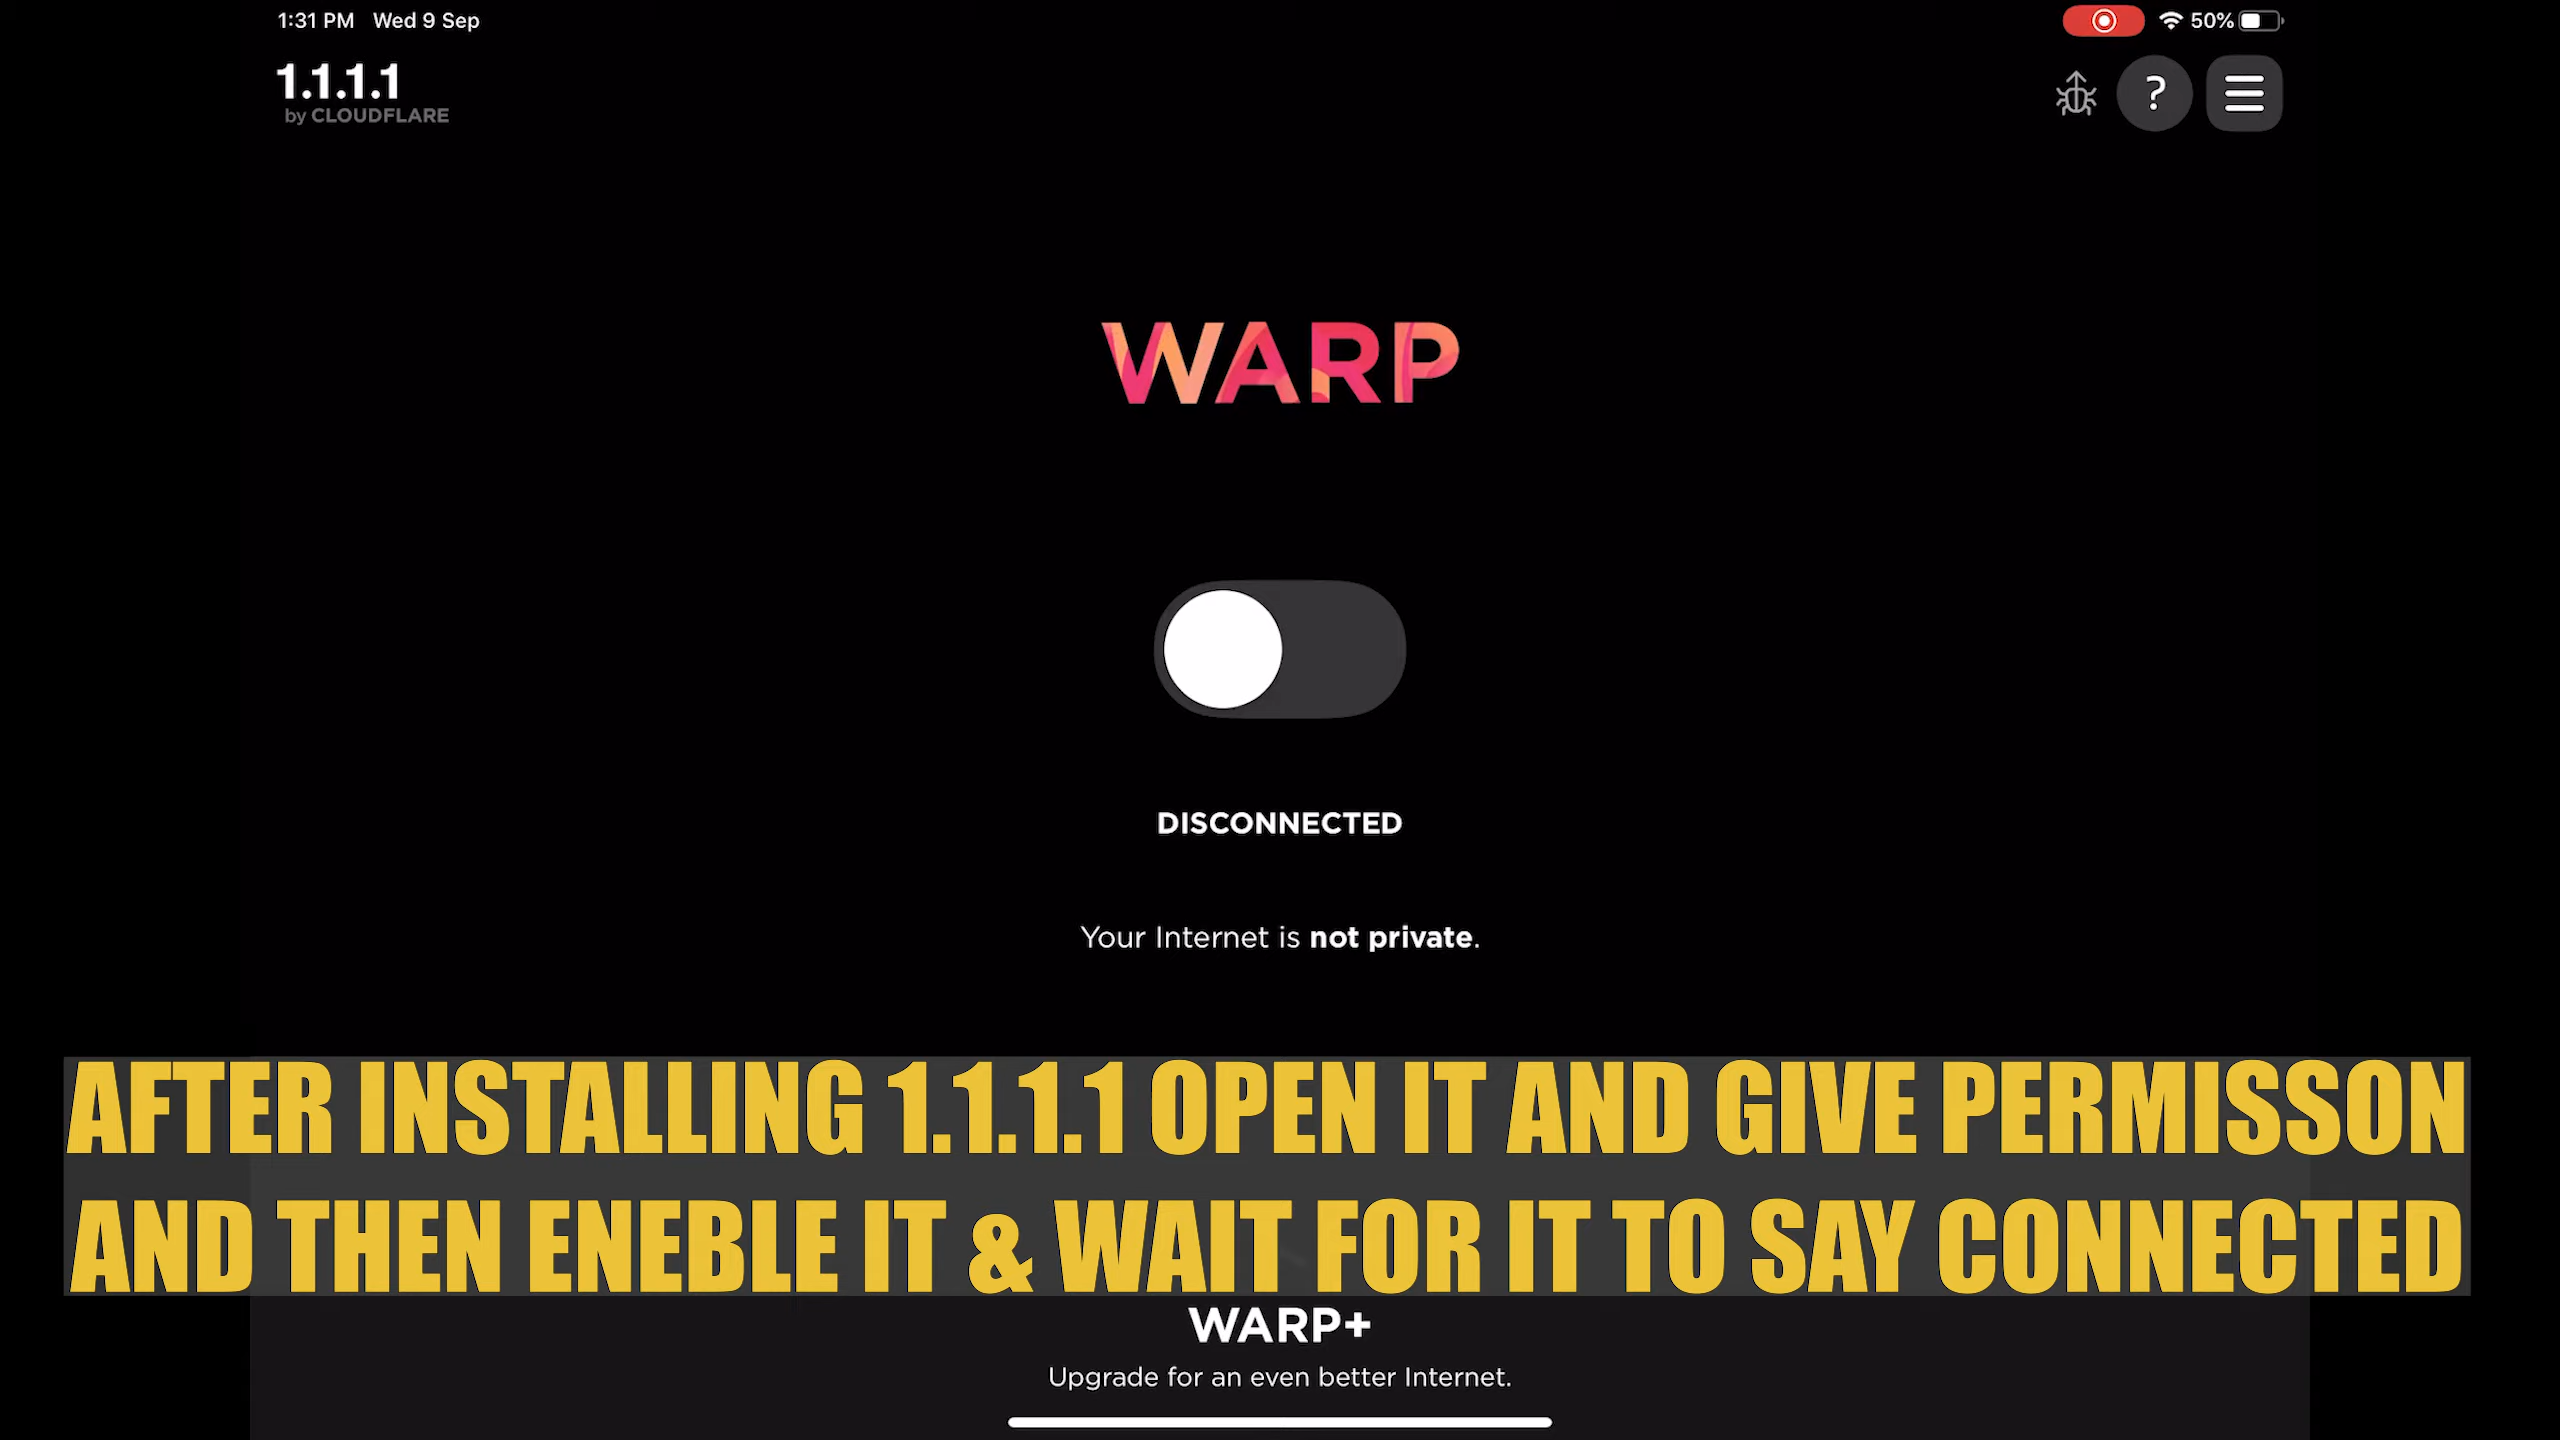 1:31 PM Wed 9 Sep
50%
1.1.1.1
by CLOUDFLARE
?
WARP
DISCONNECTED
Your Internet is not private.
AFTER INSTALLING 1.1.1.1 OPEN IT AND GIVE PERMISSON
AND THEN ENEBLE IT & WAIT FOR IT TO SAY CONNECTED
WARP+
Upgrade for an even better Internet.